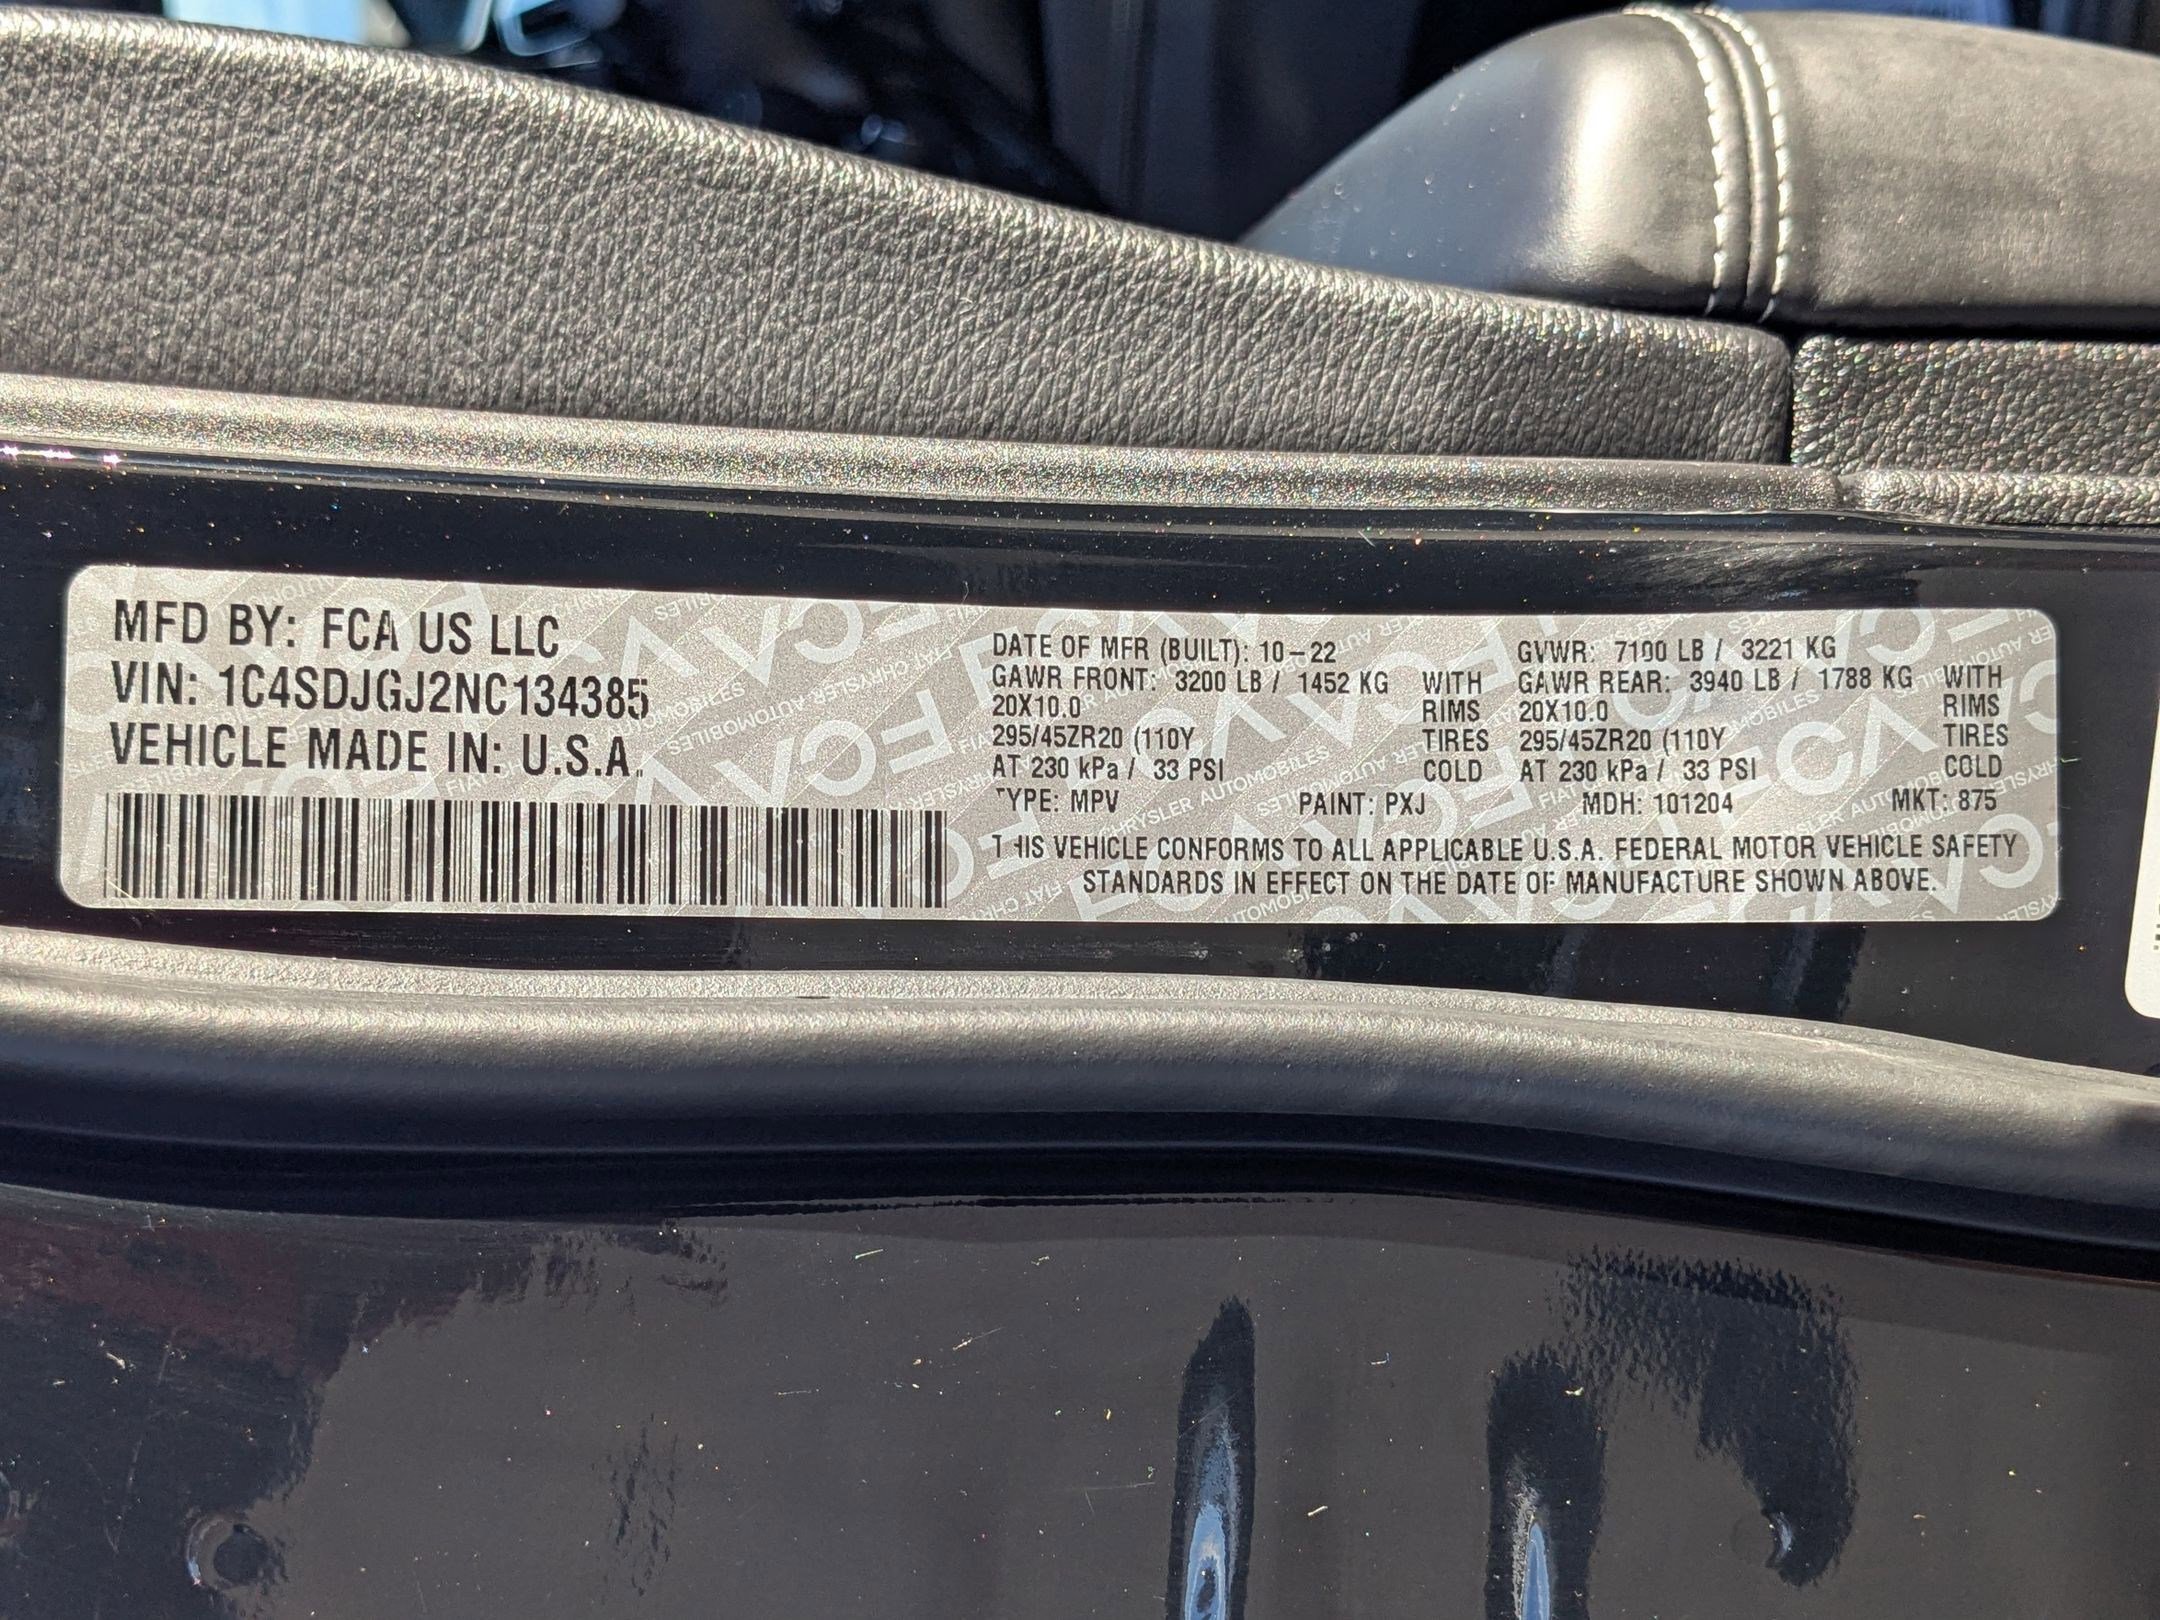 MFD BY: FCA US LLC
VIN: 1C4SDJGJ2NC134385
VEHICLE MADE IN: U.S.A.
DATE OF MFR (BUILT): 10-22 GVWR: 7100 LB / 3221 KG
GAWR FRONT: 3200 LB / 1452 KG WITH GAWR REAR: 3940 LB / 1788 KG WITH
20X10.0 RIMS 20X10.0 RIMS
295/45ZR20 (110Y TIRES 295/45ZR20 (110Y TIRES
AT 230 kPa / 33 PSI COLD AT 230 kPa / 33 PSI COLD
TYPE: MPV PAINT: PXJ MDH: 101204 MKT: 875
THIS VEHICLE CONFORMS TO ALL APPLICABLE U.S.A. FEDERAL MOTOR VEHICLE SAFETY
STANDARDS IN EFFECT ON THE DATE OF MANUFACTURE SHOWN ABOVE.